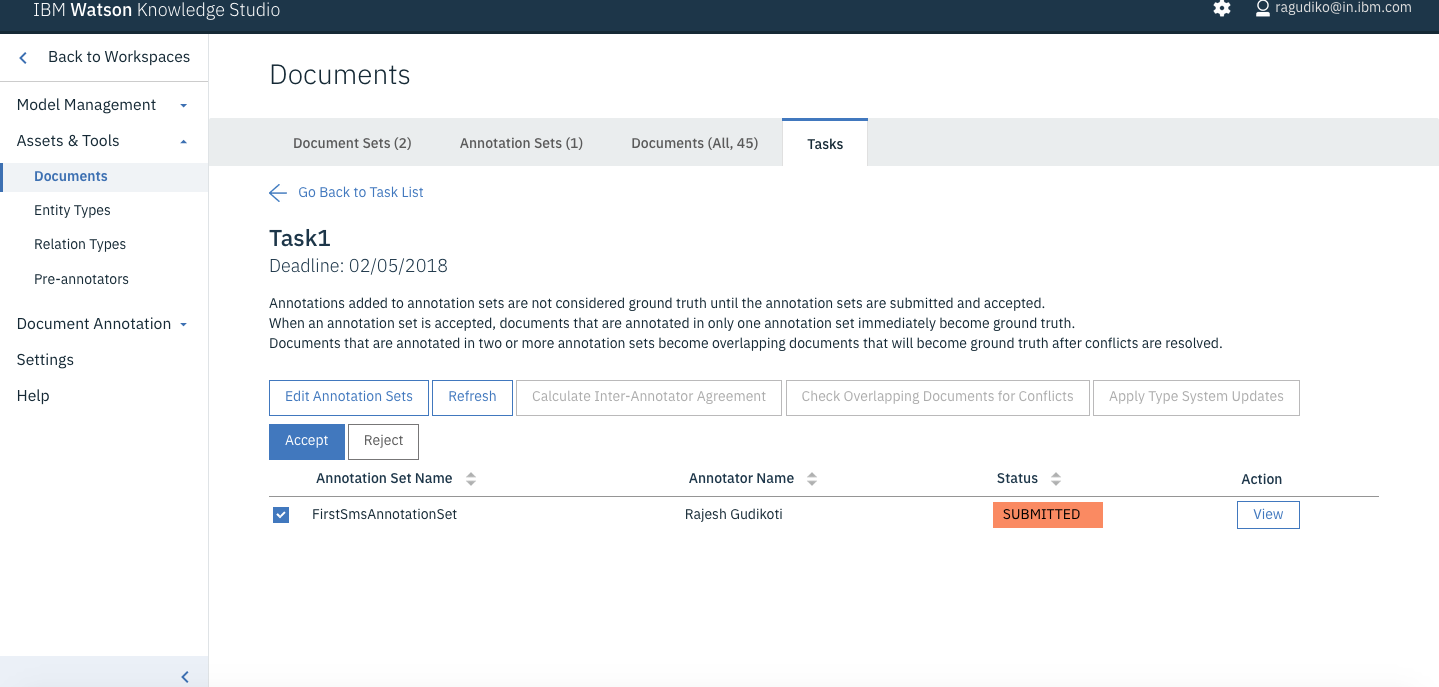 IBM Watson Knowledge Studio
ragudiko@in.ibm.com
Back to Workspaces
Model Management
Assets & Tools
Documents
Entity Types
Relation Types
Pre-annotators
Document Annotation
Settings
Help
Documents
Document Sets (2) Annotation Sets (1) Documents (All, 45) Tasks
Go Back to Task List
Task1
Deadline: 02/05/2018
Annotations added to annotation sets are not considered ground truth until the annotation sets are submitted and accepted.
When an annotation set is accepted, documents that are annotated in only one annotation set immediately become ground truth.
Documents that are annotated in two or more annotation sets become overlapping documents that will become ground truth after conflicts are resolved.
Edit Annotation Sets Refresh Calculate Inter-Annotator Agreement Check Overlapping Documents for Conflicts Apply Type System Updates
Accept Reject
Annotation Set Name Annotator Name Status Action
FirstSmsAnnotationSet Rajesh Gudikoti SUBMITTED View